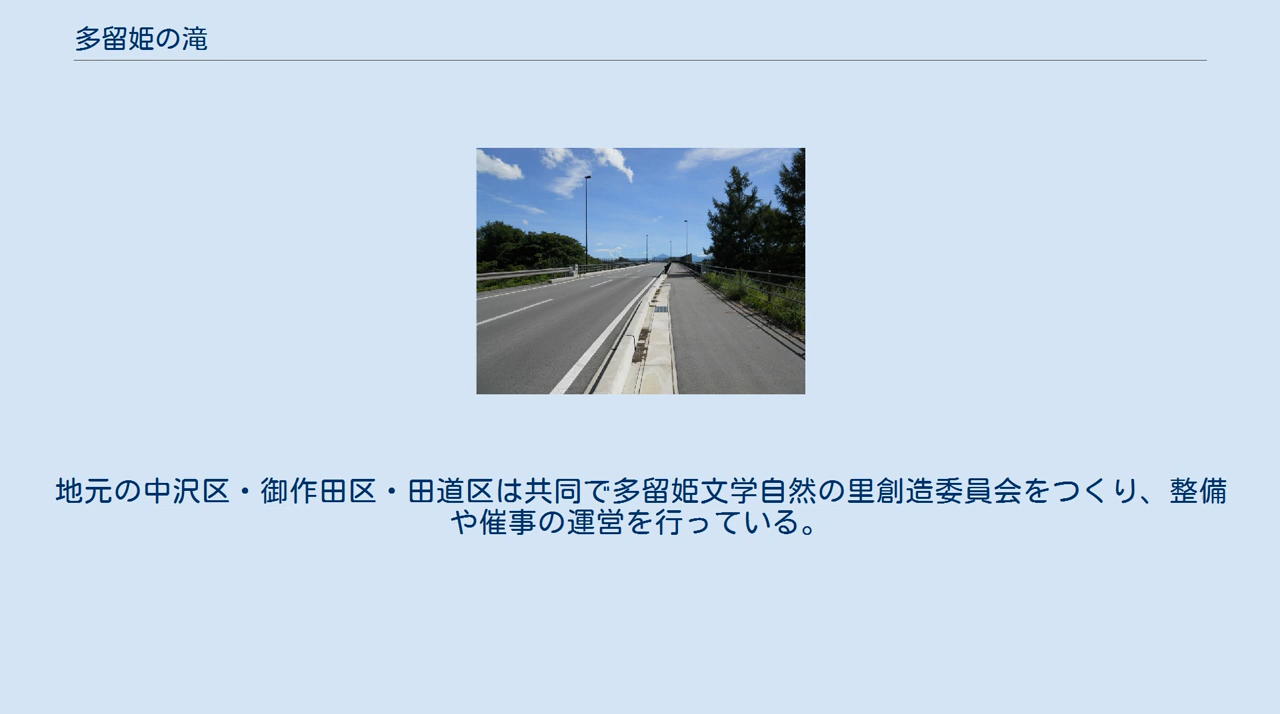 多留姫の滝
地元の中沢区・御作田区・田道区は共同で多留姫文学自然の里創造委員会をつくり、整備
や催事の運営を行っている。